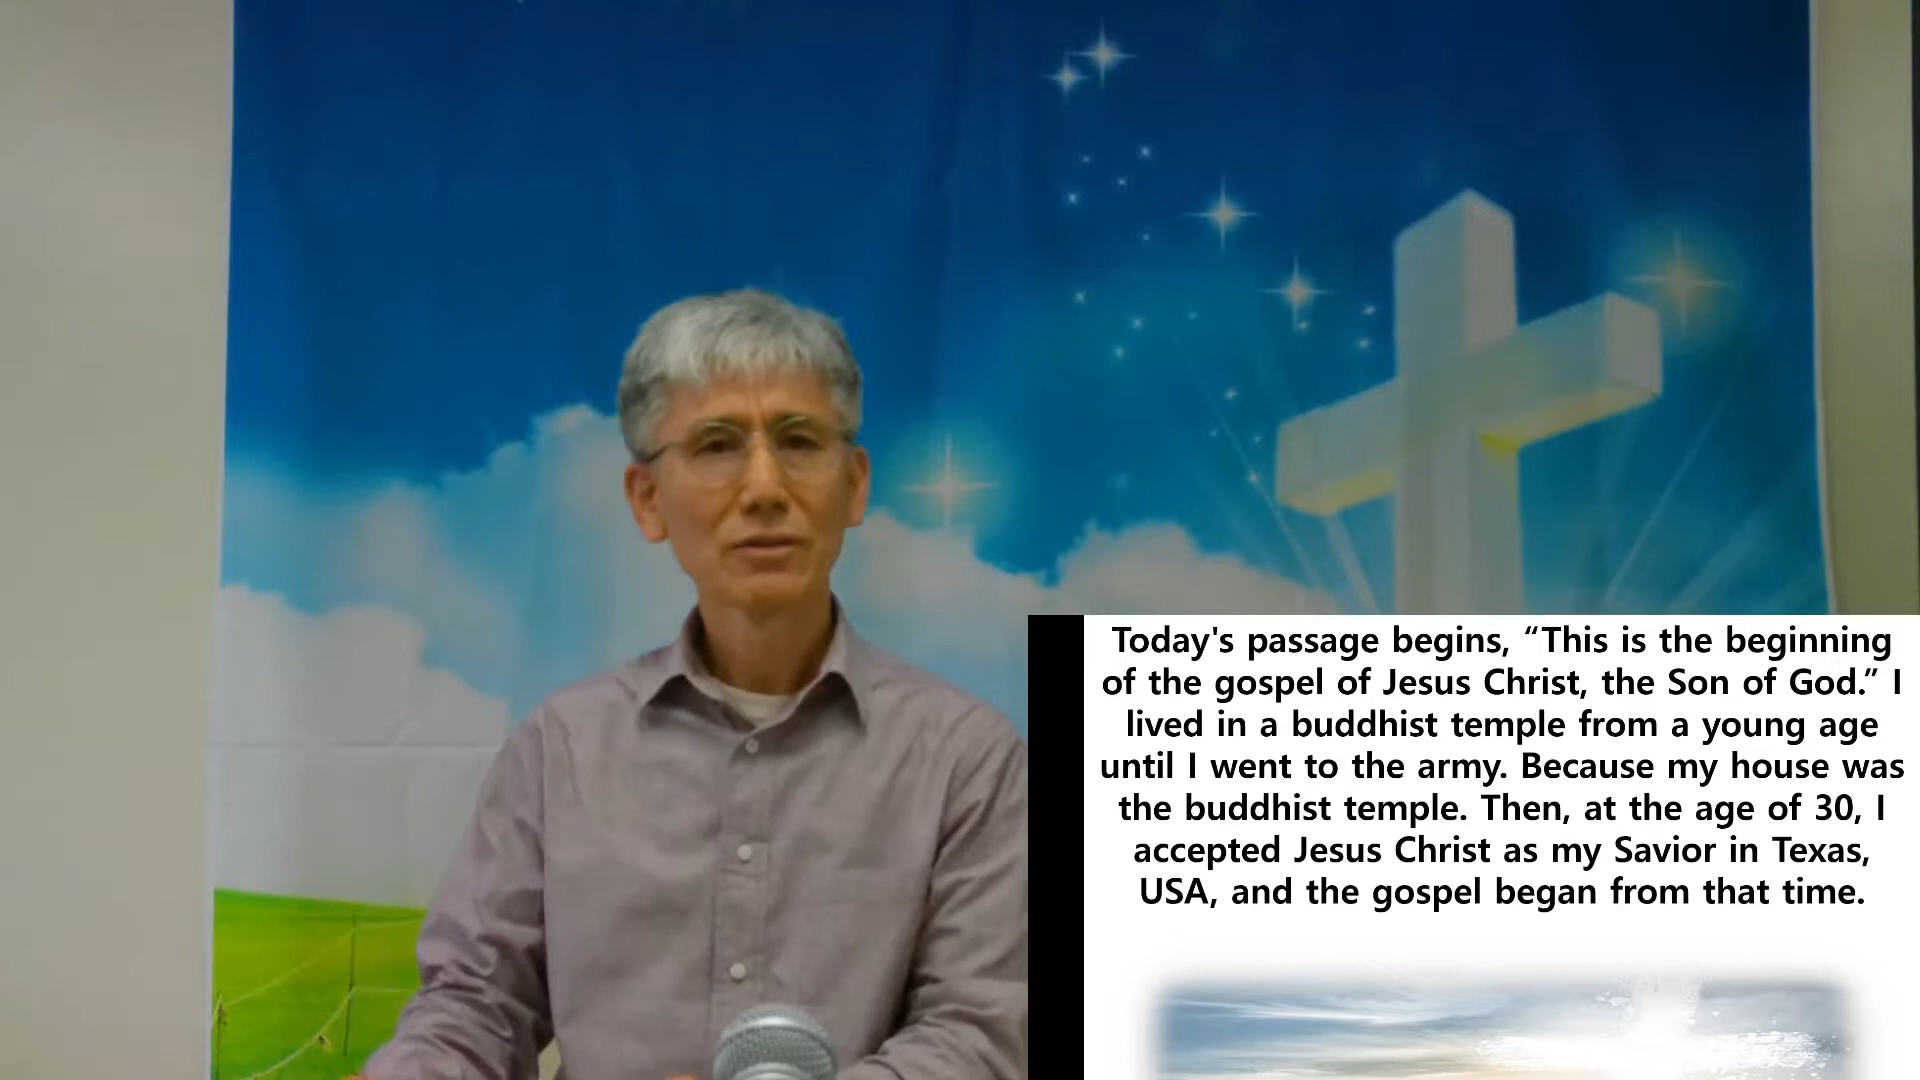 Today's passage begins, “This is the beginning
of the gospel of Jesus Christ, the Son of God.” I
lived in a buddhist temple from a young age
until I went to the army. Because my house was
the buddhist temple. Then, at the age of 30, I
accepted Jesus Christ as my Savior in Texas,
USA, and the gospel began from that time.